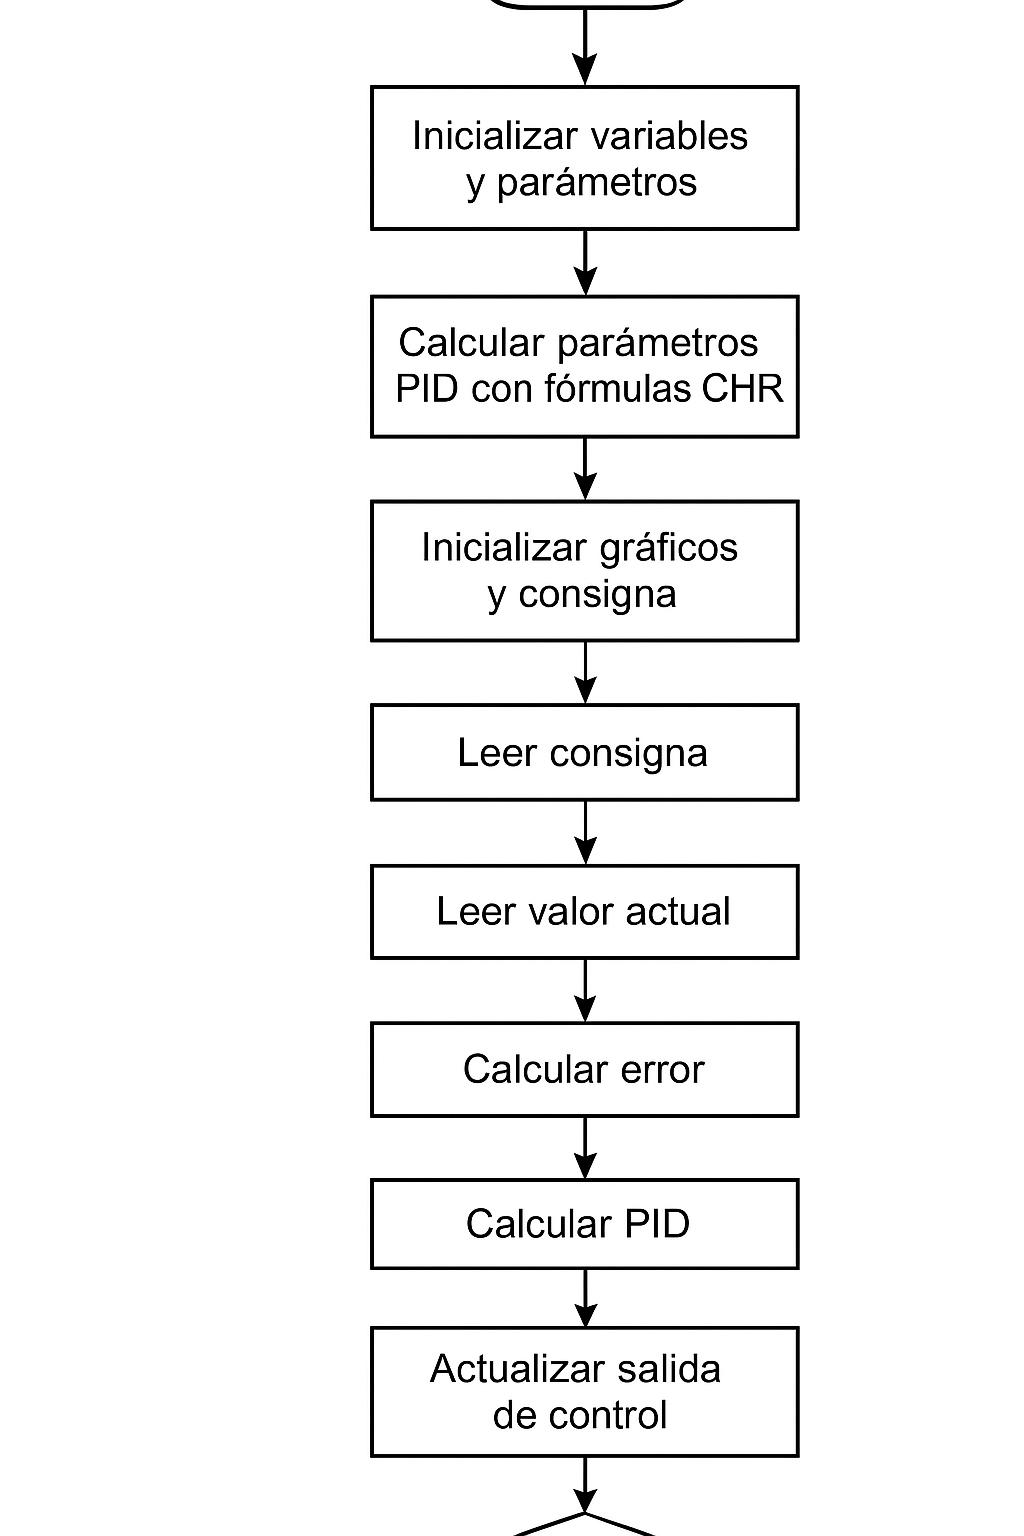 Inicializar variables
y parámetros
Calcular parámetros
PID con fórmulas CHR
Inicializar gráficos
y consigna
Leer consigna
Leer valor actual
Calcular error
Calcular PID
Actualizar salida
de control